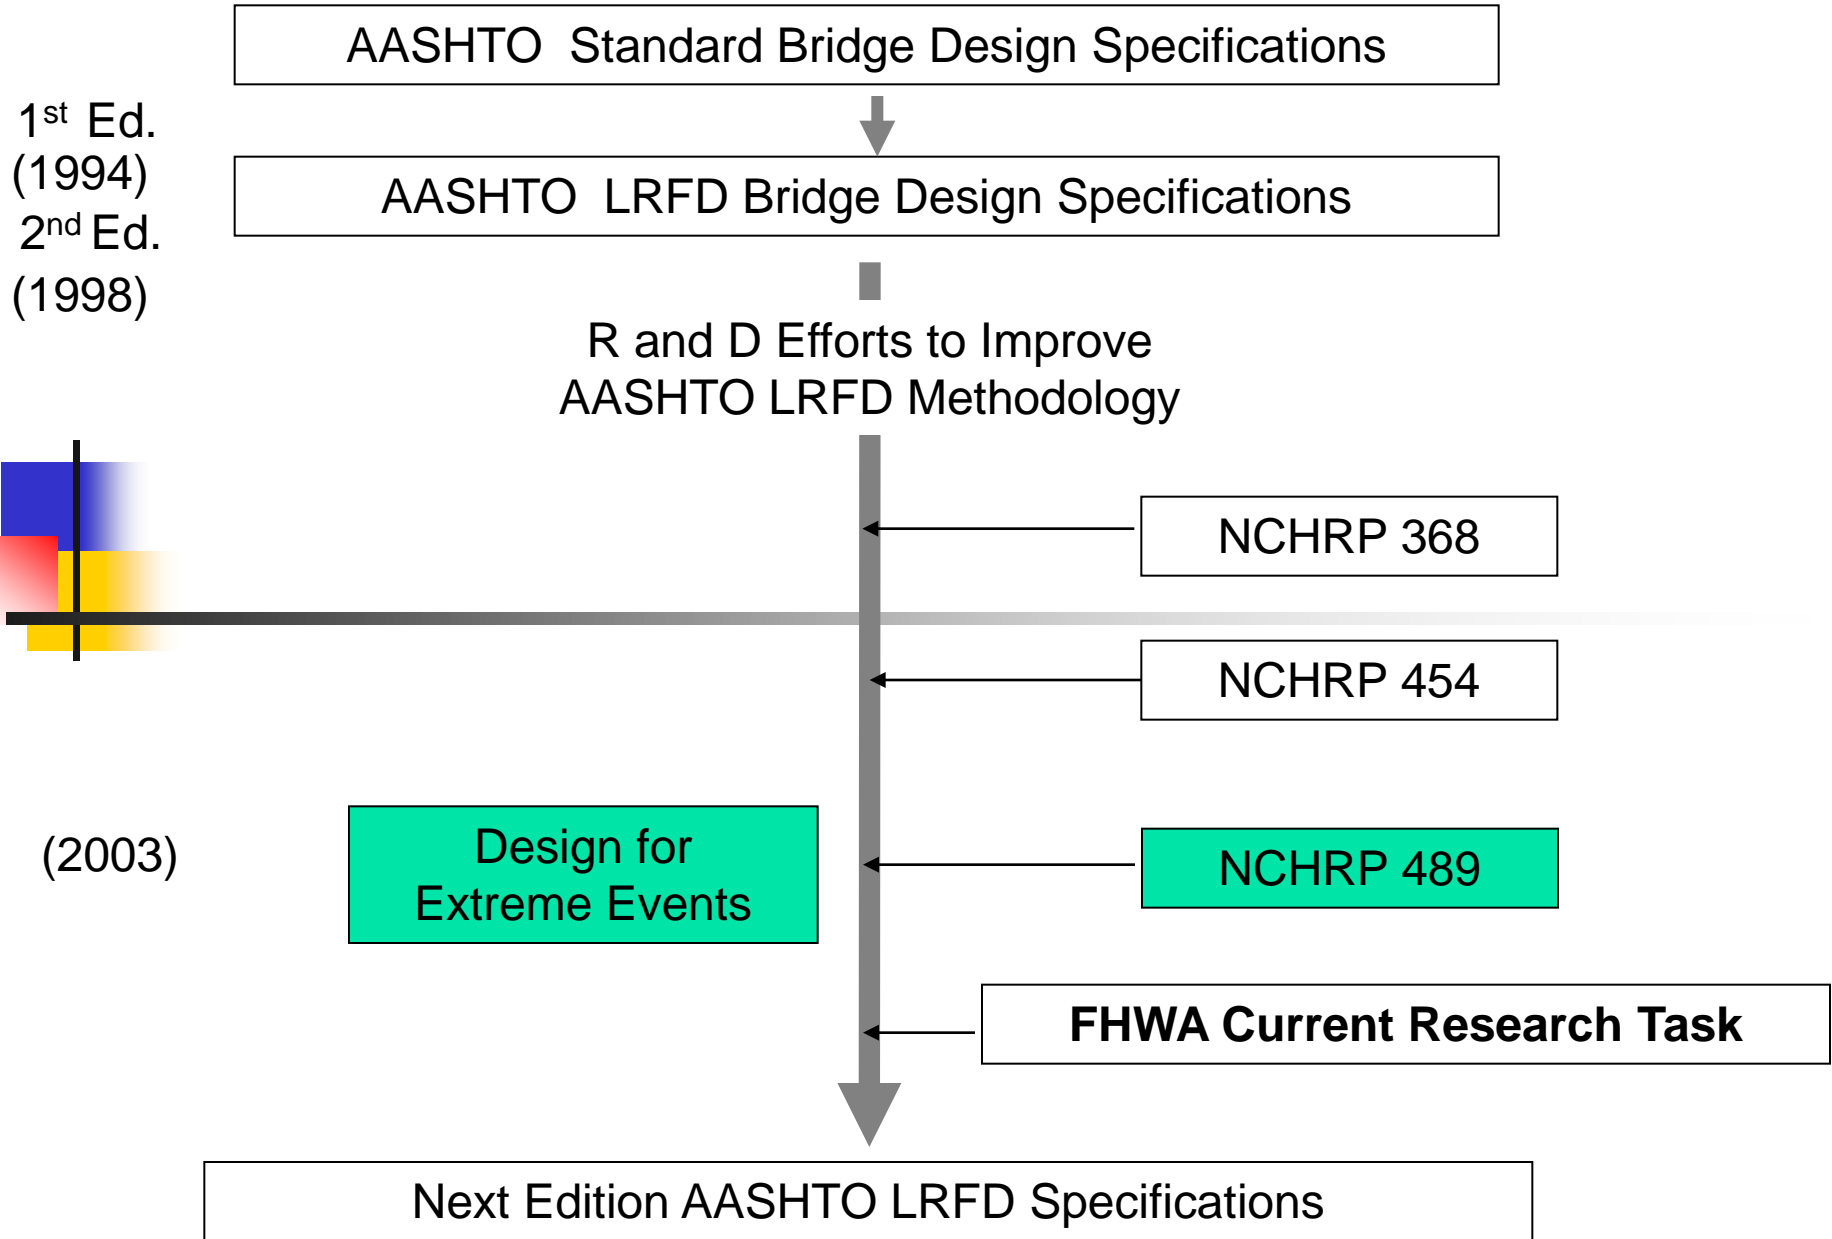 AASHTO  Standard Bridge Design Specifications
1st Ed.
(1994)
AASHTO  LRFD Bridge Design Specifications
2nd Ed.
(1998)
R and D Efforts to Improve
AASHTO LRFD Methodology
NCHRP 368
NCHRP 454
(2003)
Design for
Extreme Events
NCHRP 489
FHWA Current Research Task
Next Edition AASHTO LRFD Specifications